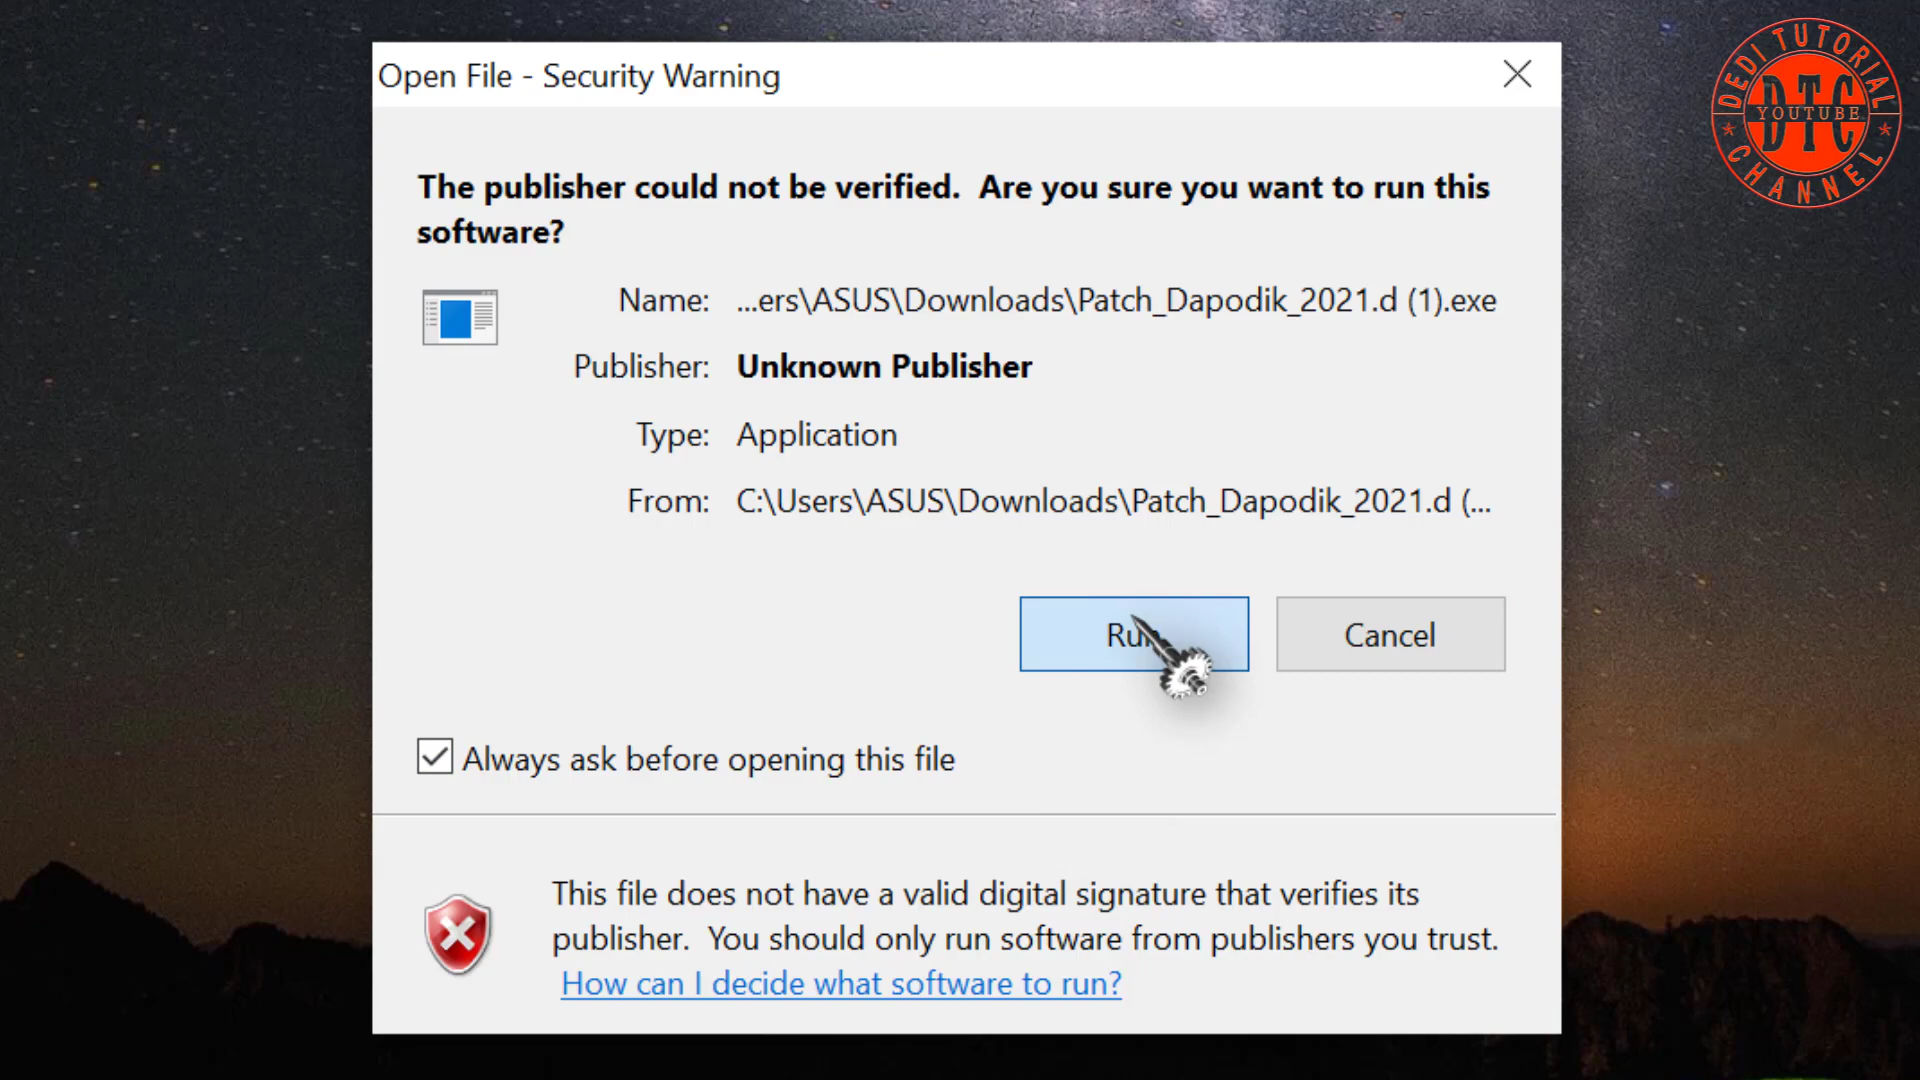 Open File - Security Warning
The publisher could not be verified. Are you sure you want to run this
software?
Name: ...ers\ASUS\Downloads\Patch_Dapodik_2021.d (1).exe
Publisher: Unknown Publisher
Type: Application
From: C:\Users\ASUS\Downloads\Patch_Dapodik_2021.d (...
Run Cancel
Always ask before opening this file
This file does not have a valid digital signature that verifies its
publisher. You should only run software from publishers you trust.
How can I decide what software to run?
DEDI TUTORIAL
DTC
YOUTUBE
CHANNEL